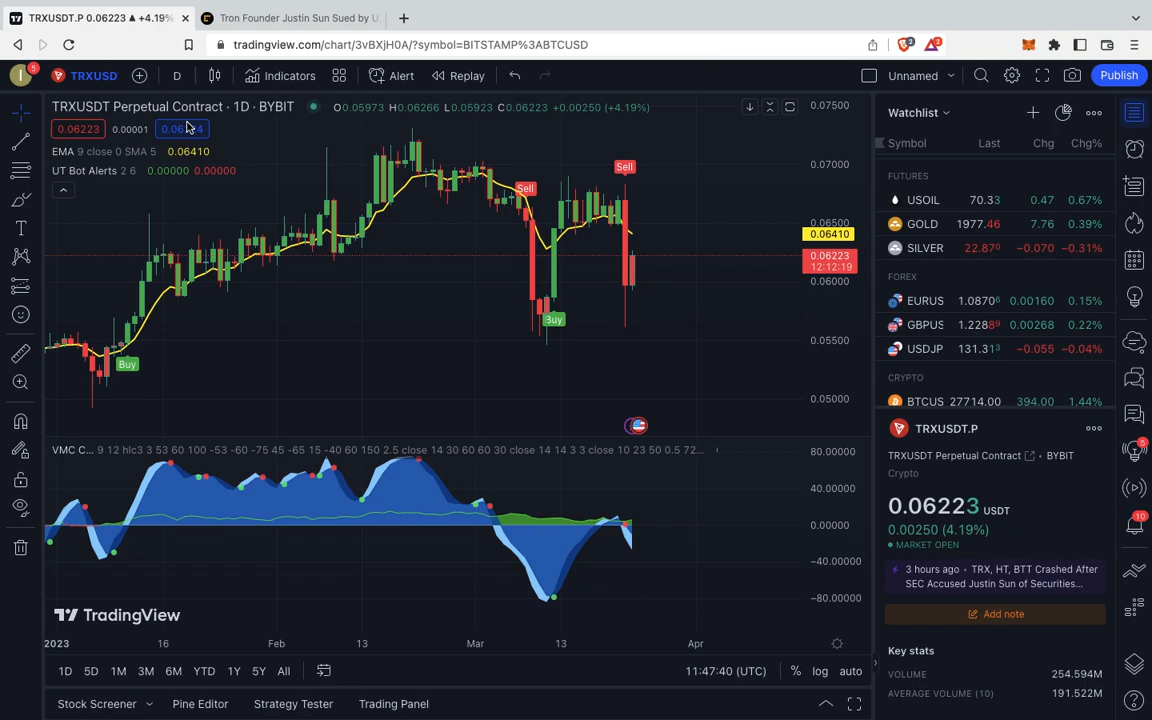 TRXUSDT.P 0.06223 ▲ +4.19%
Tron Founder Justin Sun Sued by U.
tradingview.com/chart/3vBXjH0A/?symbol=BITSTAMP%3ABTCUSD
2
3
I
5
TRXUSD
D
Indicators
Alert
Replay
Unnamed
Publish
TRXUSDT Perpetual Contract · 1D · BYBIT
O0.05973 H0.06266 L0.05923 C0.06223 +0.00250 (+4.19%)
0.06223
0.00001
EMA 9 close 0 SMA 5 0.06410
UT Bot Alerts 2 6 0.00000 0.00000
Sell
Sell
Buy
Buy
0.07500
0.07000
0.06500
0.06410
0.06223
12:12:19
0.06000
0.05500
0.05000
VMC C... 9 12 hlc3 3 53 60 100 -53 -60 -75 45 -65 15 -40 60 150 2.5 close 14 30 60 60 30 close 14 14 3 3 close 10 23 50 0.5 72...
80.00000
40.00000
0.00000
−40.00000
−80.00000
TradingView
2023 16 Feb 13 Mar 13 Apr
1D 5D 1M 3M 6M YTD 1Y 5Y All
11:47:40 (UTC)
% log auto
Stock Screener
Pine Editor
Strategy Tester
Trading Panel
Watchlist
Symbol Last Chg Chg%
FUTURES
USOIL 70.33 0.47 0.67%
GOLD 1977.46 7.76 0.39%
SILVER 22.870 −0.070 −0.31%
FOREX
EURUS 1.08706 0.00160 0.15%
GBPUS 1.22889 0.00268 0.22%
USDJP 131.313 −0.055 −0.04%
CRYPTO
BTCUS 27714.00 394.00 1.44%
TRXUSDT.P
TRXUSDT Perpetual Contract · BYBIT
Crypto
0.06223 USDT
0.00250 (4.19%)
MARKET OPEN
3 hours ago · TRX, HT, BTT Crashed After
SEC Accused Justin Sun of Securities...
Add note
Key stats
VOLUME 254.594M
AVERAGE VOLUME (10) 191.522M
5
10